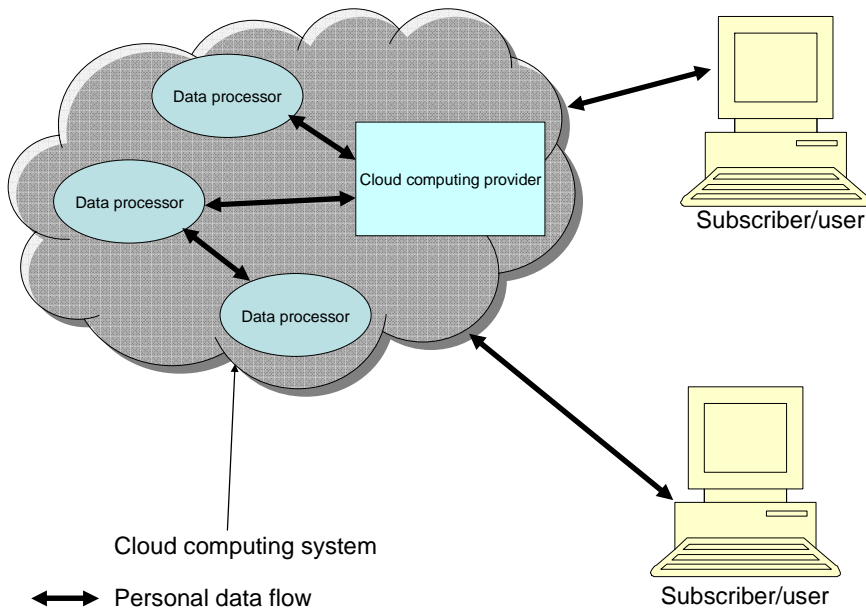 Data processor
Cloud computing provider
Data processor
Subscriber/user
Data processor
Cloud computing system
Personal data flow
Subscriber/user